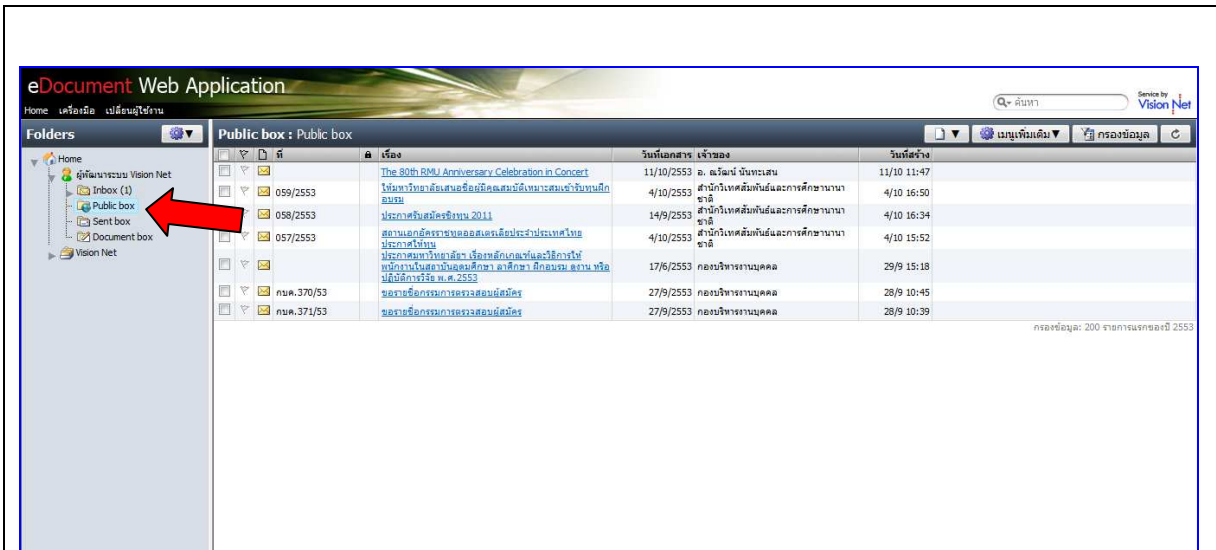 eDocument Web Application
Home เครื่องมือ เปลี่ยนผู้ใช้งาน
ค้นหา
Service by
Vision Net
Folders
Public box : Public box
เมนูเพิ่มเติม
กรองข้อมูล
Home
ผู้พัฒนาระบบ Vision Net
Inbox (1)
Public box
Sent box
Document box
Vision Net
ที่ เรื่อง วันที่เอกสาร เจ้าของ วันที่สร้าง
The 80th RMU Anniversary Celebration in Concert 11/10/2553 อ. ณวัฒน์ นันทะเสน 11/10 11:47
059/2553 ให้มหาวิทยาลัยเสนอชื่อผู้มีคุณสมบัติเหมาะสมเข้ารับทุนฝึก
อบรม 4/10/2553 สำนักวิเทศสัมพันธ์และการศึกษานานา
ชาติ 4/10 16:50
058/2553 ประกาศรับสมัครชิงทุน 2011 14/9/2553 สำนักวิเทศสัมพันธ์และการศึกษานานา
ชาติ 4/10 16:34
057/2553 สถานเอกอัครราชทูตออสเตรเลียประจำประเทศไทย
ประกาศให้ทุน 4/10/2553 สำนักวิเทศสัมพันธ์และการศึกษานานา
ชาติ 4/10 15:52
ประกาศมหาวิทยาลัยฯ เรื่องหลักเกณฑ์และวิธีการให้
พนักงานในสถาบันอุดมศึกษา ลาศึกษา ฝึกอบรม ดูงาน หรือ
ปฏิบัติการวิจัย พ.ศ.2553 17/6/2553 กองบริหารงานบุคคล 29/9 15:18
กบค.370/53 ขอรายชื่อกรรมการตรวจสอบผู้สมัคร 27/9/2553 กองบริหารงานบุคคล 28/9 10:45
กบค.371/53 ขอรายชื่อกรรมการตรวจสอบผู้สมัคร 27/9/2553 กองบริหารงานบุคคล 28/9 10:39
กรองข้อมูล: 200 รายการแรกของปี 2553